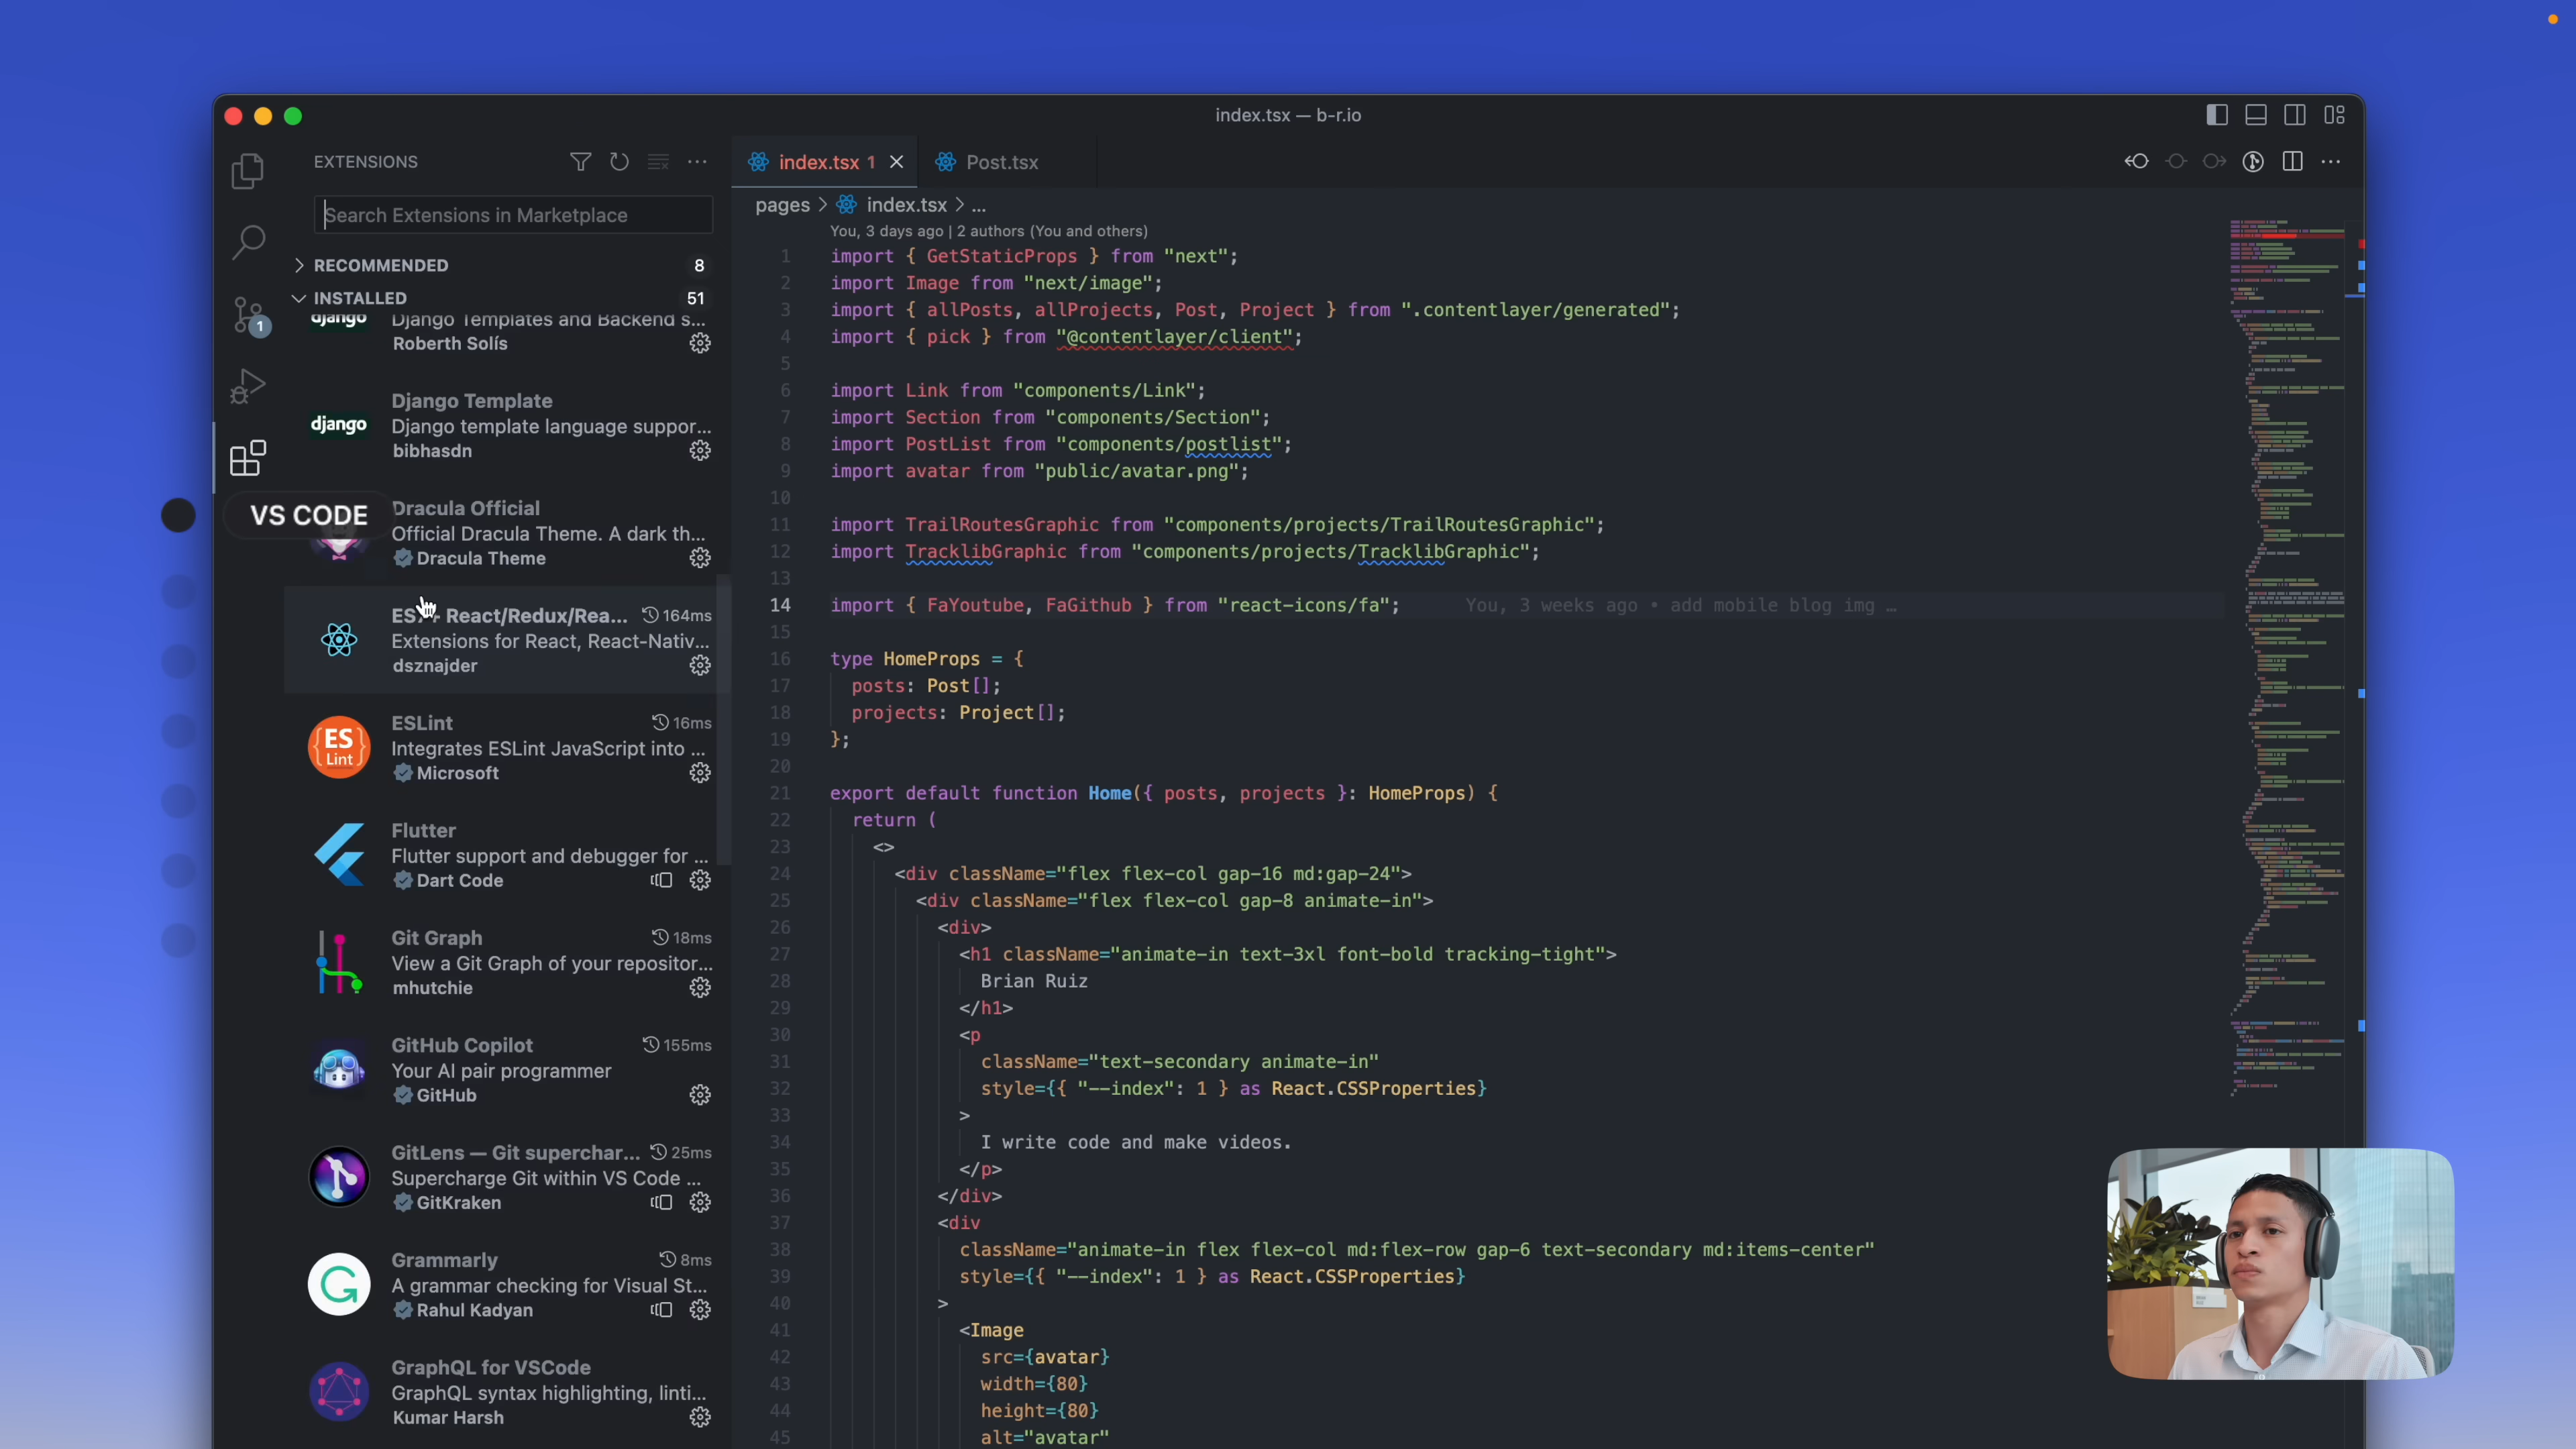 index.tsx — b-r.io
EXTENSIONS
Search Extensions in Marketplace
RECOMMENDED 8
INSTALLED 51
django
Django Templates and Backend s...
Roberth Solís
django
Django Template
Django template language suppor...
bibhasdn
VS CODE
Dracula Official
Official Dracula Theme. A dark th...
Dracula Theme
React/Redux/Rea... 164ms
Extensions for React, React-Nativ...
dsznajder
ES Lint
ESLint 16ms
Integrates ESLint JavaScript into ...
Microsoft
Flutter
Flutter support and debugger for ...
Dart Code
Git Graph 18ms
View a Git Graph of your repositor...
mhutchie
GitHub Copilot 155ms
Your AI pair programmer
GitHub
GitLens — Git superchar... 25ms
Supercharge Git within VS Code ...
GitKraken
Grammarly 8ms
A grammar checking for Visual St...
Rahul Kadyan
GraphQL for VSCode
GraphQL syntax highlighting, linti...
Kumar Harsh
1
index.tsx 1
Post.tsx
pages > index.tsx > ...
You, 3 days ago | 2 authors (You and others)
1 import { GetStaticProps } from "next";
2 import Image from "next/image";
3 import { allPosts, allProjects, Post, Project } from ".contentlayer/generated";
4 import { pick } from "@contentlayer/client";
5
6 import Link from "components/Link";
7 import Section from "components/Section";
8 import PostList from "components/postlist";
9 import avatar from "public/avatar.png";
10
11 import TrailRoutesGraphic from "components/projects/TrailRoutesGraphic";
12 import TracklibGraphic from "components/projects/TracklibGraphic";
13
14 import { FaYoutube, FaGithub } from "react-icons/fa"; You, 3 weeks ago • add mobile blog img …
15
16 type HomeProps = {
17 posts: Post[];
18 projects: Project[];
19 };
20
21 export default function Home({ posts, projects }: HomeProps) {
22 return (
23 <>
24 <div className="flex flex-col gap-16 md:gap-24">
25 <div className="flex flex-col gap-8 animate-in">
26 <div>
27 <h1 className="animate-in text-3xl font-bold tracking-tight">
28 Brian Ruiz
29 </h1>
30 <p
31 className="text-secondary animate-in"
32 style={{ "--index": 1 } as React.CSSProperties}
33 >
34 I write code and make videos.
35 </p>
36 </div>
37 <div
38 className="animate-in flex flex-col md:flex-row gap-6 text-secondary md:items-center"
39 style={{ "--index": 1 } as React.CSSProperties}
40 >
41 <Image
42 src={avatar}
43 width={80}
44 height={80}
45 alt="avatar"